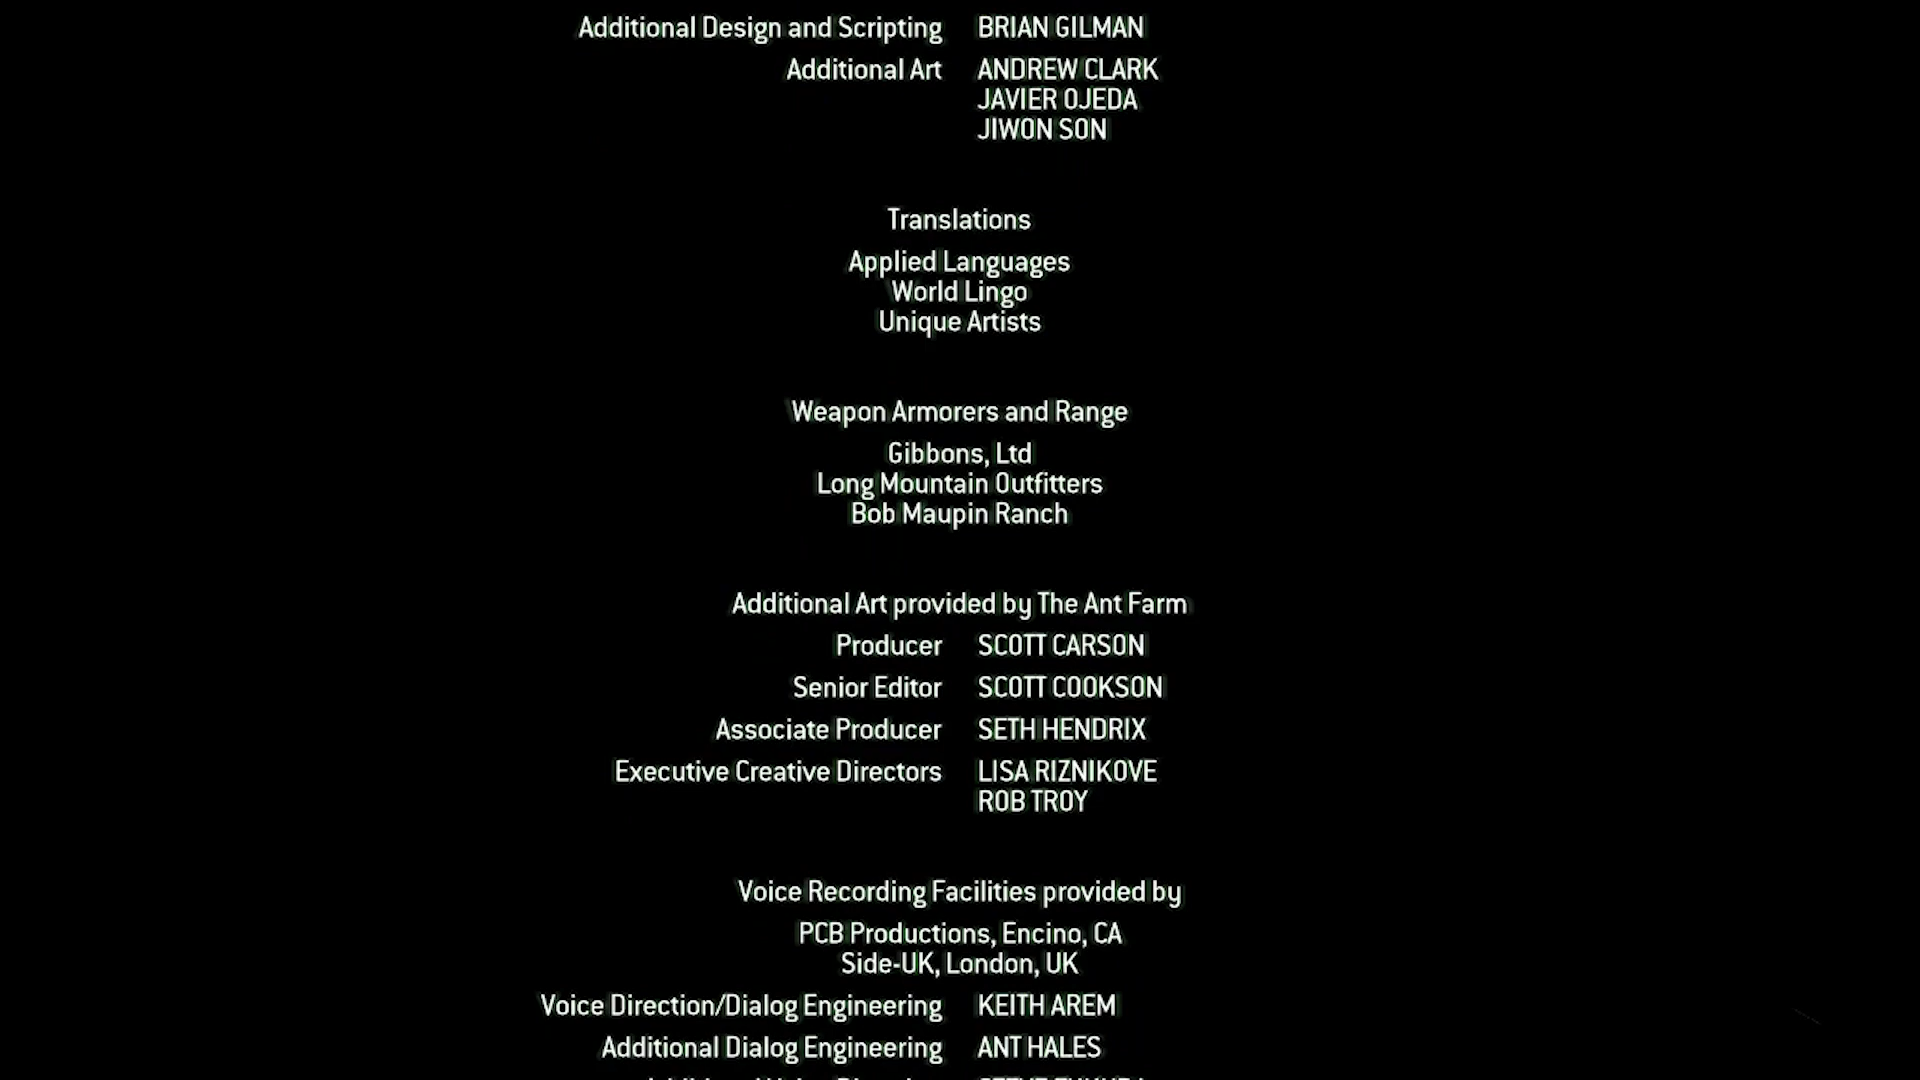 Additional Design and Scripting BRIAN GILMAN
Additional Art ANDREW CLARK
JAVIER OJEDA
JIWON SON
Translations
Applied Languages
World Lingo
Unique Artists
Weapon Armorers and Range
Gibbons, Ltd
Long Mountain Outfitters
Bob Maupin Ranch
Additional Art provided by The Ant Farm
Producer SCOTT CARSON
Senior Editor SCOTT COOKSON
Associate Producer SETH HENDRIX
Executive Creative Directors LISA RIZNIKOVE
ROB TROY
Voice Recording Facilities provided by
PCB Productions, Encino, CA
Side-UK, London, UK
Voice Direction/Dialog Engineering KEITH AREM
Additional Dialog Engineering ANT HALES